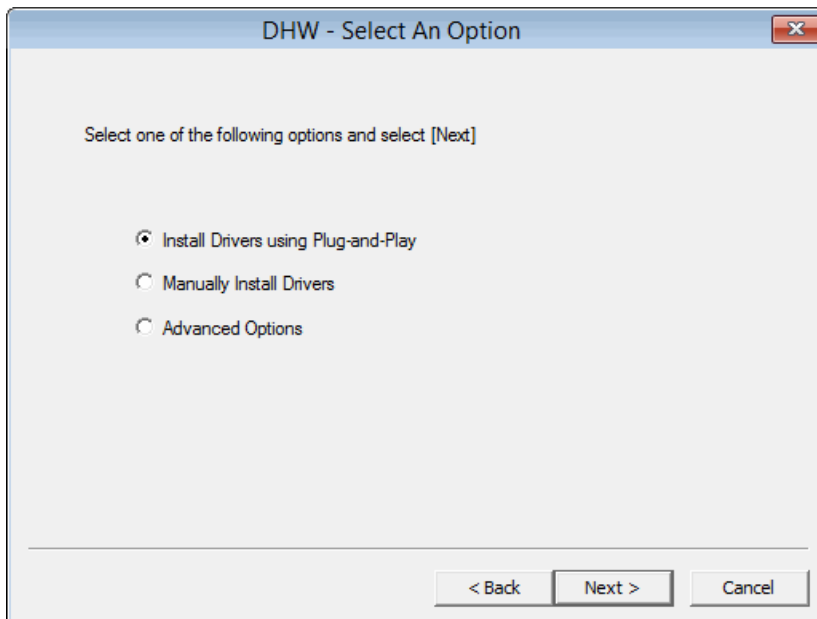 DHW - Select An Option
Select one of the following options and select [Next]
Install Drivers using Plug-and-Play
Manually Install Drivers
Advanced Options
< Back Next > Cancel